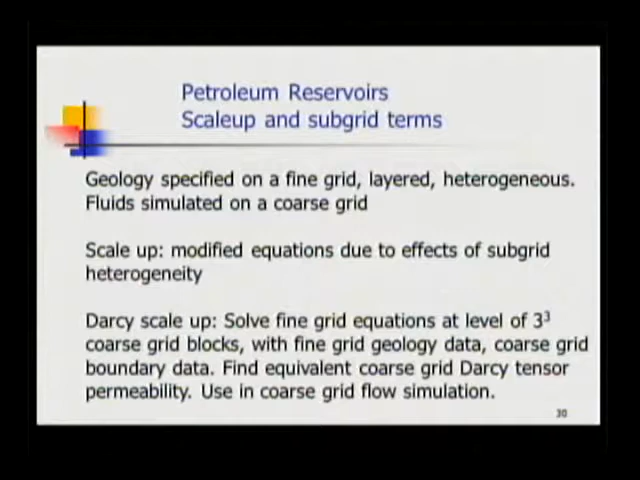 Petroleum Reservoirs
Scaleup and subgrid terms
Geology specified on a fine grid, layered, heterogeneous.
Fluids simulated on a coarse grid
Scale up: modified equations due to effects of subgrid
heterogeneity
Darcy scale up: Solve fine grid equations at level of 3³
coarse grid blocks, with fine grid geology data, coarse grid
boundary data. Find equivalent coarse grid Darcy tensor
permeability. Use in coarse grid flow simulation.
30